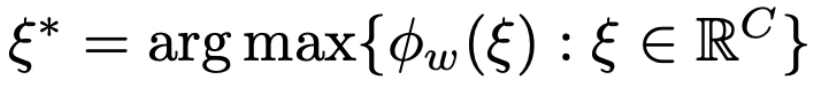 ξ* = arg max{ϕ_w(ξ) : ξ ∈ ℝ^C}